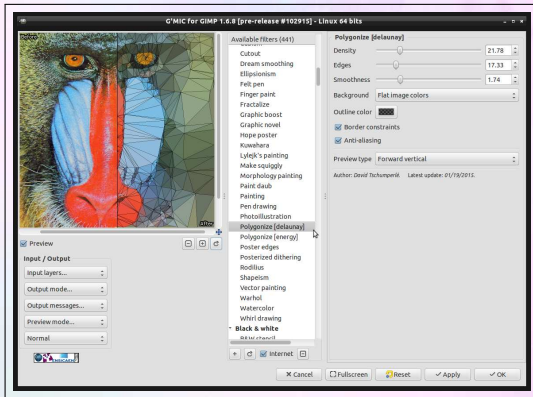 G'MIC for GIMP 1.6.8 [pre-release #102915] - Linux 64 bits
Before
After
Preview
Input / Output
Input layers...
Output mode...
Output messages...
Preview mode...
Normal
Available filters (441)
Cutout
Dream smoothing
Ellipsionism
Felt pen
Finger paint
Fractalize
Graphic boost
Graphic novel
Hope poster
Kuwahara
Lylejk's painting
Make squiggly
Morphology painting
Paint daub
Painting
Pen drawing
Photoillustration
Polygonize [delaunay]
Polygonize [energy]
Poster edges
Posterized dithering
Rodilius
Shapeism
Vector painting
Warhol
Watercolor
Whirl drawing
Black & white
B&W stencil
Internet
Polygonize [delaunay]
Density 21.78
Edges 17.33
Smoothness 1.74
Background Flat image colors
Outline color
Border constraints
Anti-aliasing
Preview type Forward vertical
Author: David Tschumperlé. Latest update: 01/19/2015.
Cancel Fullscreen Reset Apply OK